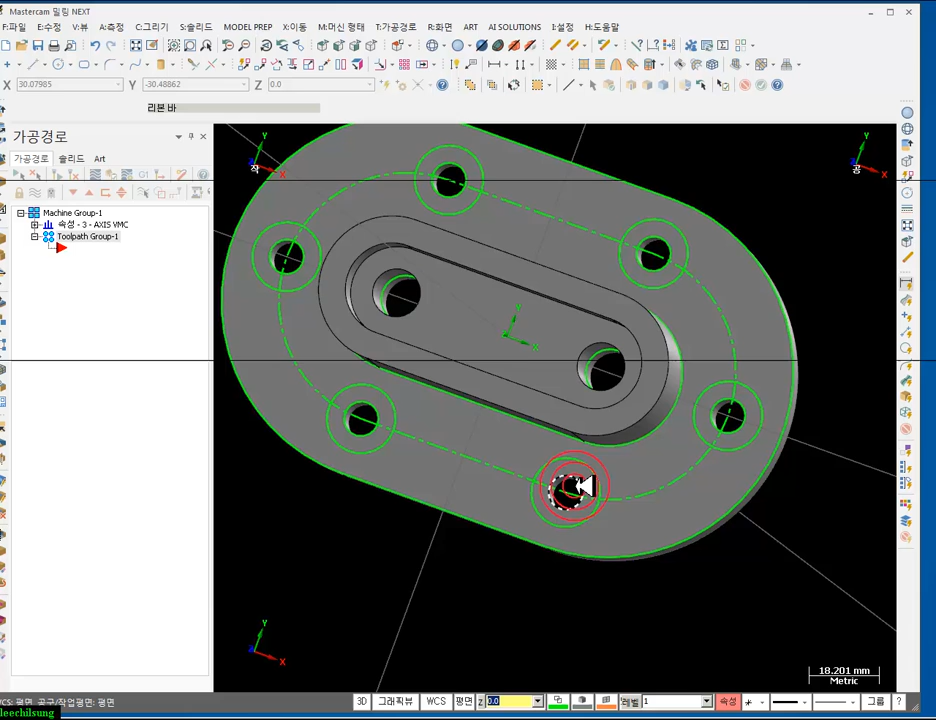 Mastercam 밀링 NEXT
F:파일 E:수정 V:뷰 A:측정 C:그리기 S:솔리드 MODEL PREP X:이동 M:머신 형태 T:가공경로 R:화면 ART AI SOLUTIONS I:설정 H:도움말
X 30.07985 Y -30.48862 Z 0.0
리본 바
가공경로
가공경로 솔리드 Art
G1
Machine Group-1
속성 - 3 - AXIS VMC
Toolpath Group-1
Y
작
X
Y
공
X
Y
X
Y
X
18.201 mm
Metric
WCS: 평면, 공구/작업평면: 평면
3D 그래픽뷰 WCS 평면 Z 0.0 레벨 1 속성 그룹 ?
leechilsung